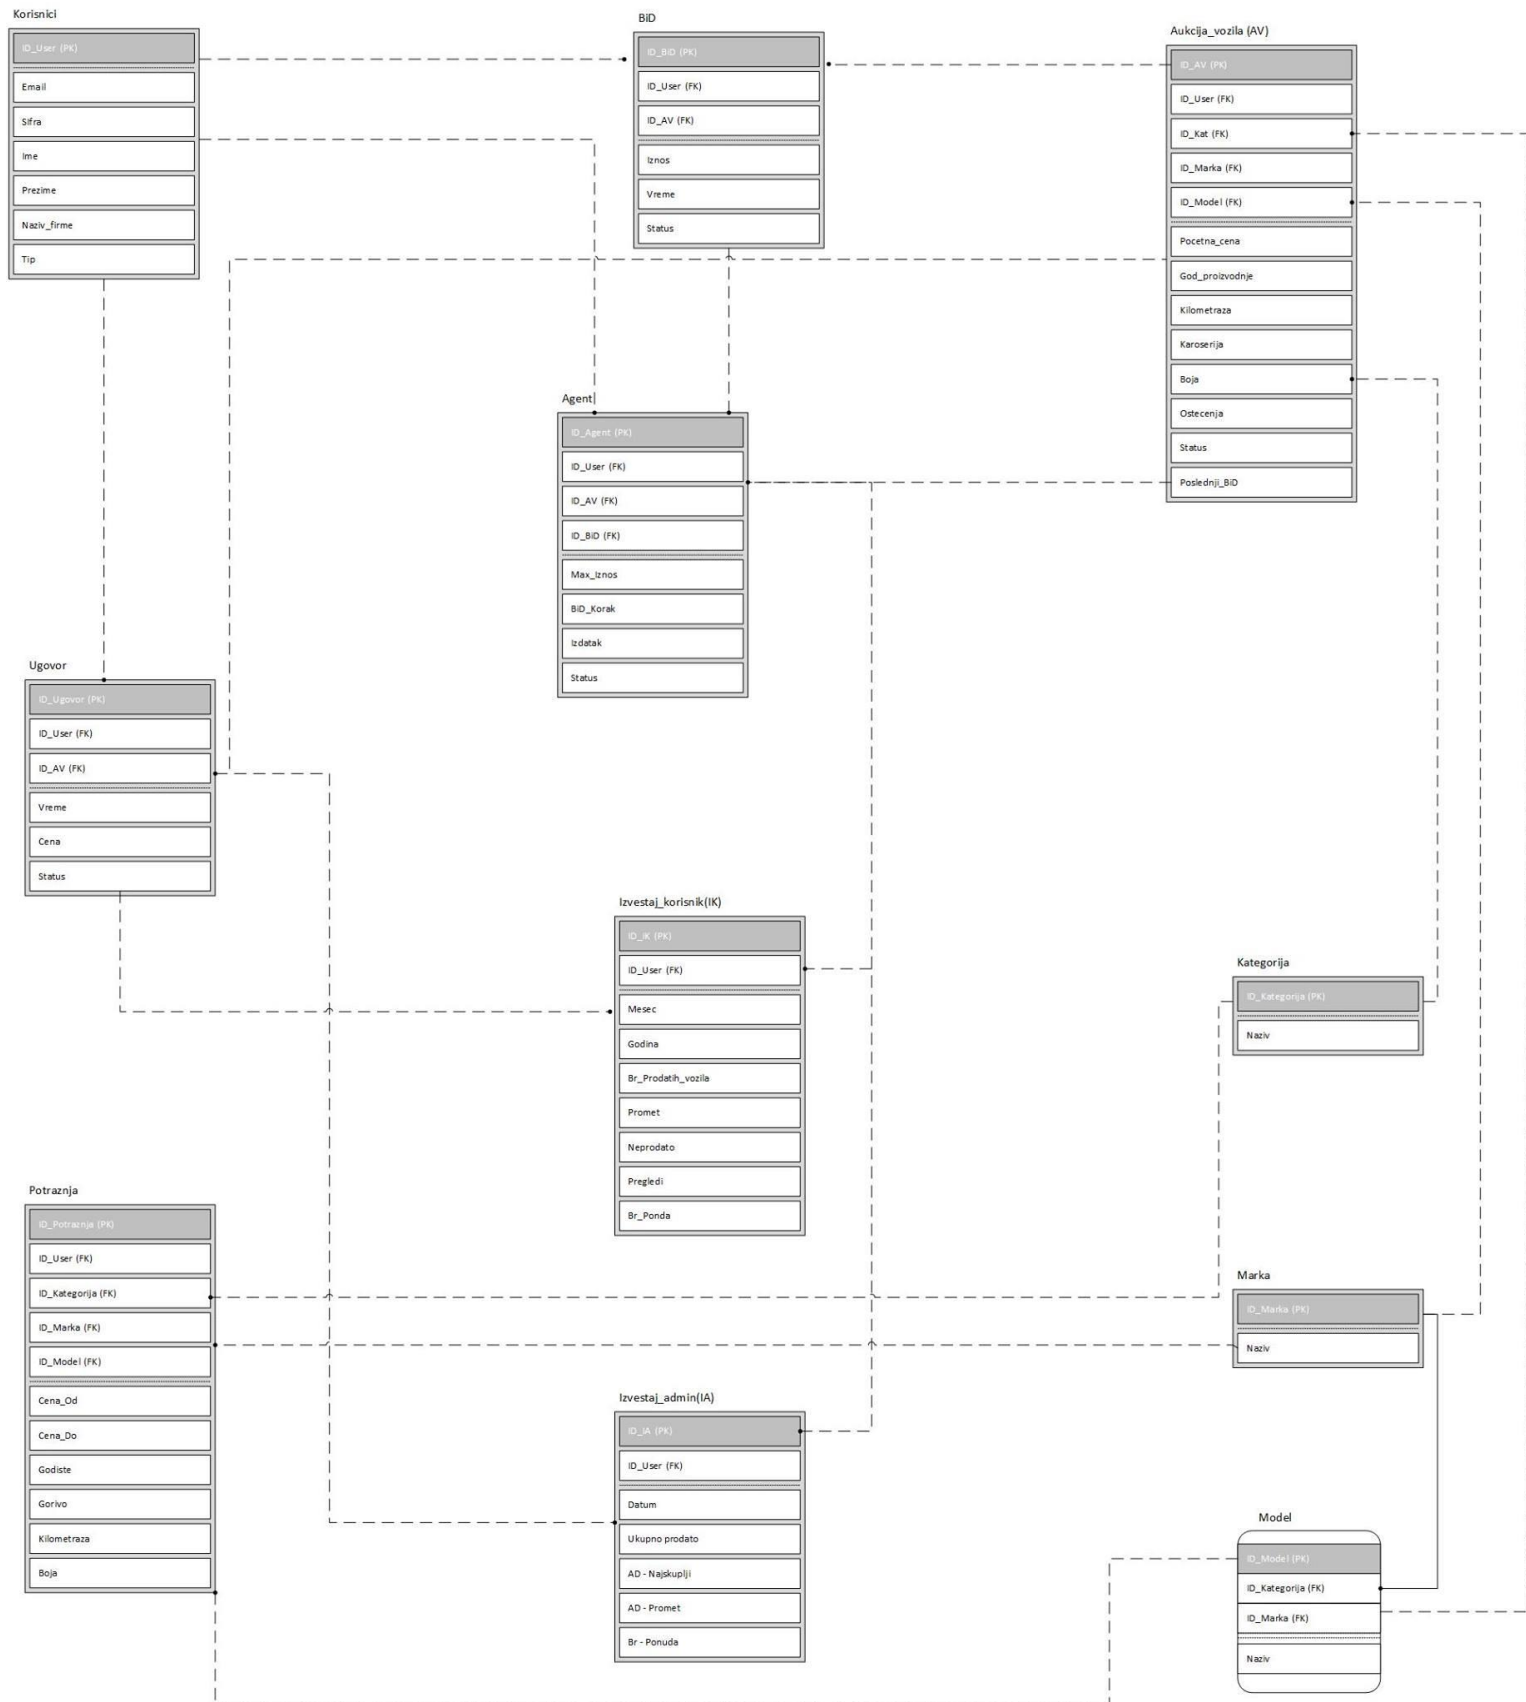 Korisnici
ID_User (PK)
Email
Sifra
Ime
Prezime
Naziv_firme
Tip
BiD
ID_BiD (PK)
ID_User (FK)
ID_AV (FK)
Iznos
Vreme
Status
Aukcija_vozila (AV)
ID_AV (PK)
ID_User (FK)
ID_Kat (FK)
ID_Marka (FK)
ID_Model (FK)
Pocetna_cena
God_proizvodnje
Kilometraza
Karoserija
Boja
Ostecenja
Status
Poslednji_BiD
Agent
ID_Agent (PK)
ID_User (FK)
ID_AV (FK)
ID_BiD (FK)
Max_Iznos
BiD_Korak
Izdatak
Status
Ugovor
ID_Ugovor (PK)
ID_User (FK)
ID_AV (FK)
Vreme
Cena
Status
Izvestaj_korisnik(IK)
ID_IK (PK)
ID_User (FK)
Mesec
Godina
Br_Prodatih_vozila
Promet
Neprodato
Pregledi
Br_Ponda
Kategorija
ID_Kategorija (PK)
Naziv
Potraznja
ID_Potraznja (PK)
ID_User (FK)
ID_Kategorija (FK)
ID_Marka (FK)
ID_Model (FK)
Cena_Od
Cena_Do
Godiste
Gorivo
Kilometraza
Boja
Marka
ID_Marka (PK)
Naziv
Izvestaj_admin(IA)
ID_IA (PK)
ID_User (FK)
Datum
Ukupno prodato
AD - Najskuplji
AD - Promet
Br - Ponuda
Model
ID_Model (PK)
ID_Kategorija (FK)
ID_Marka (FK)
Naziv